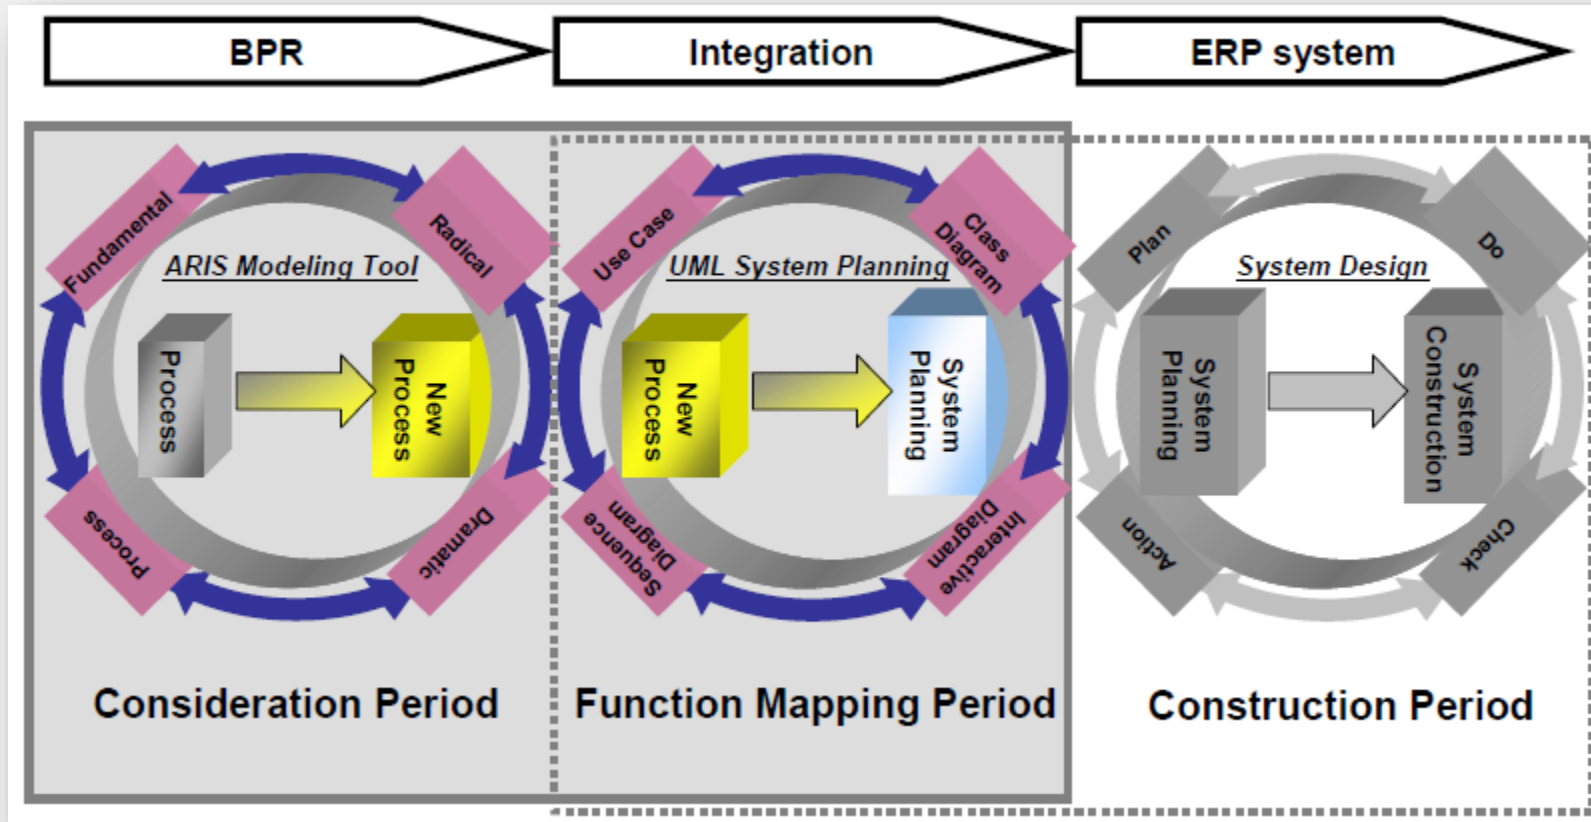 BPR
Integration
ERP system
Fundamental
Radical
ARIS Modeling Tool
Process
New
Process
Process
Dramatic
Consideration Period
Use Case
Class
Diagram
UML System Planning
New
Process
System
Planning
Sequence
Diagram
Interactive
Diagram
Function Mapping Period
Plan
Do
System Design
System
Planning
System
Construction
Action
Check
Construction Period